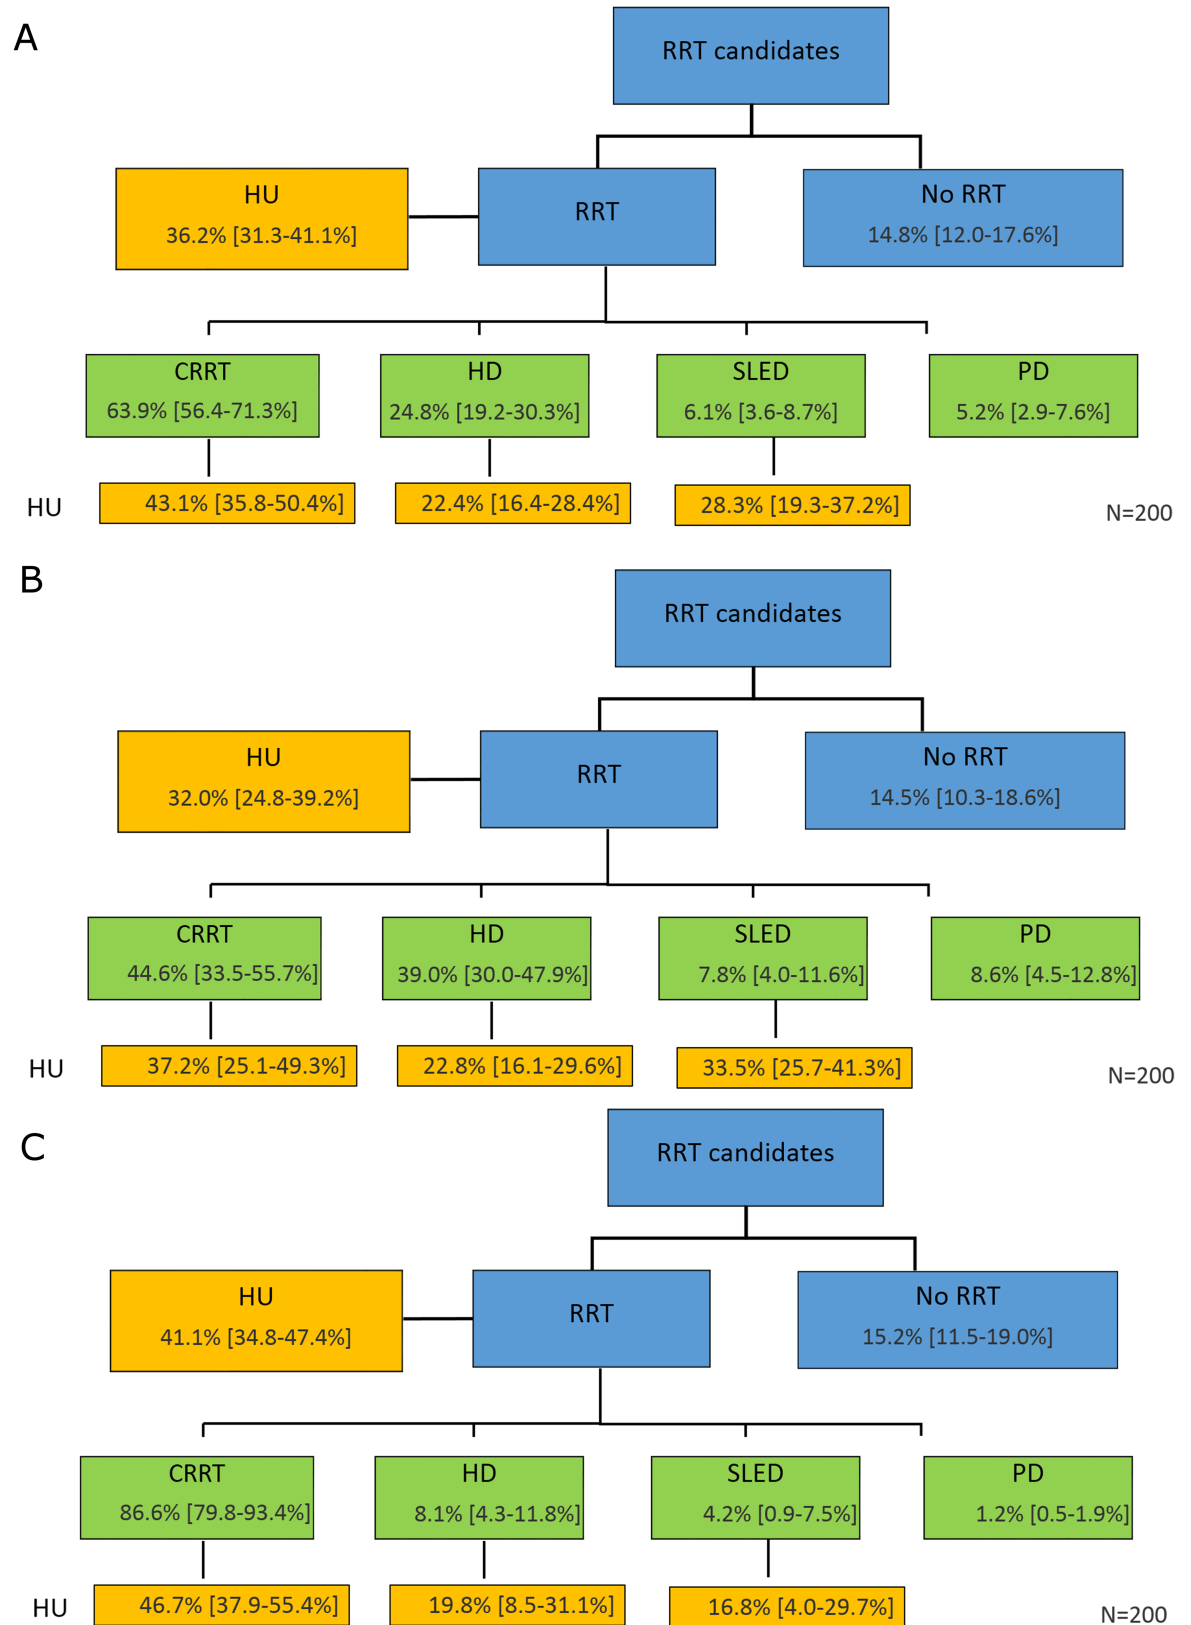 A
RRT candidates
HU
36.2% [31.3-41.1%]
RRT
No RRT
14.8% [12.0-17.6%]
CRRT
63.9% [56.4-71.3%]
HD
24.8% [19.2-30.3%]
SLED
6.1% [3.6-8.7%]
PD
5.2% [2.9-7.6%]
HU
43.1% [35.8-50.4%]
22.4% [16.4-28.4%]
28.3% [19.3-37.2%]
N=200
B
RRT candidates
HU
32.0% [24.8-39.2%]
RRT
No RRT
14.5% [10.3-18.6%]
CRRT
44.6% [33.5-55.7%]
HD
39.0% [30.0-47.9%]
SLED
7.8% [4.0-11.6%]
PD
8.6% [4.5-12.8%]
HU
37.2% [25.1-49.3%]
22.8% [16.1-29.6%]
33.5% [25.7-41.3%]
N=200
C
RRT candidates
HU
41.1% [34.8-47.4%]
RRT
No RRT
15.2% [11.5-19.0%]
CRRT
86.6% [79.8-93.4%]
HD
8.1% [4.3-11.8%]
SLED
4.2% [0.9-7.5%]
PD
1.2% [0.5-1.9%]
HU
46.7% [37.9-55.4%]
19.8% [8.5-31.1%]
16.8% [4.0-29.7%]
N=200